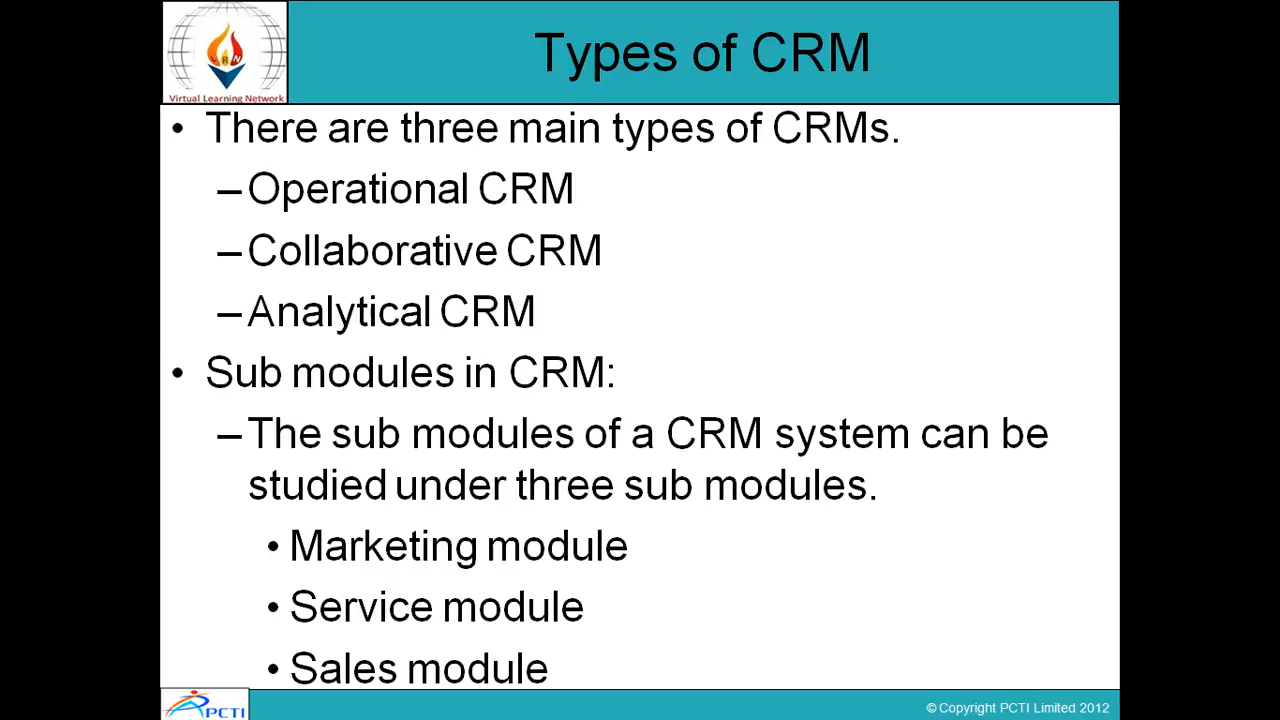 Types of CRM
Virtual Learning Network
• There are three main types of CRMs.
–Operational CRM
–Collaborative CRM
–Analytical CRM
• Sub modules in CRM:
–The sub modules of a CRM system can be
studied under three sub modules.
• Marketing module
• Service module
• Sales module
PCTI
© Copyright PCTI Limited 2012